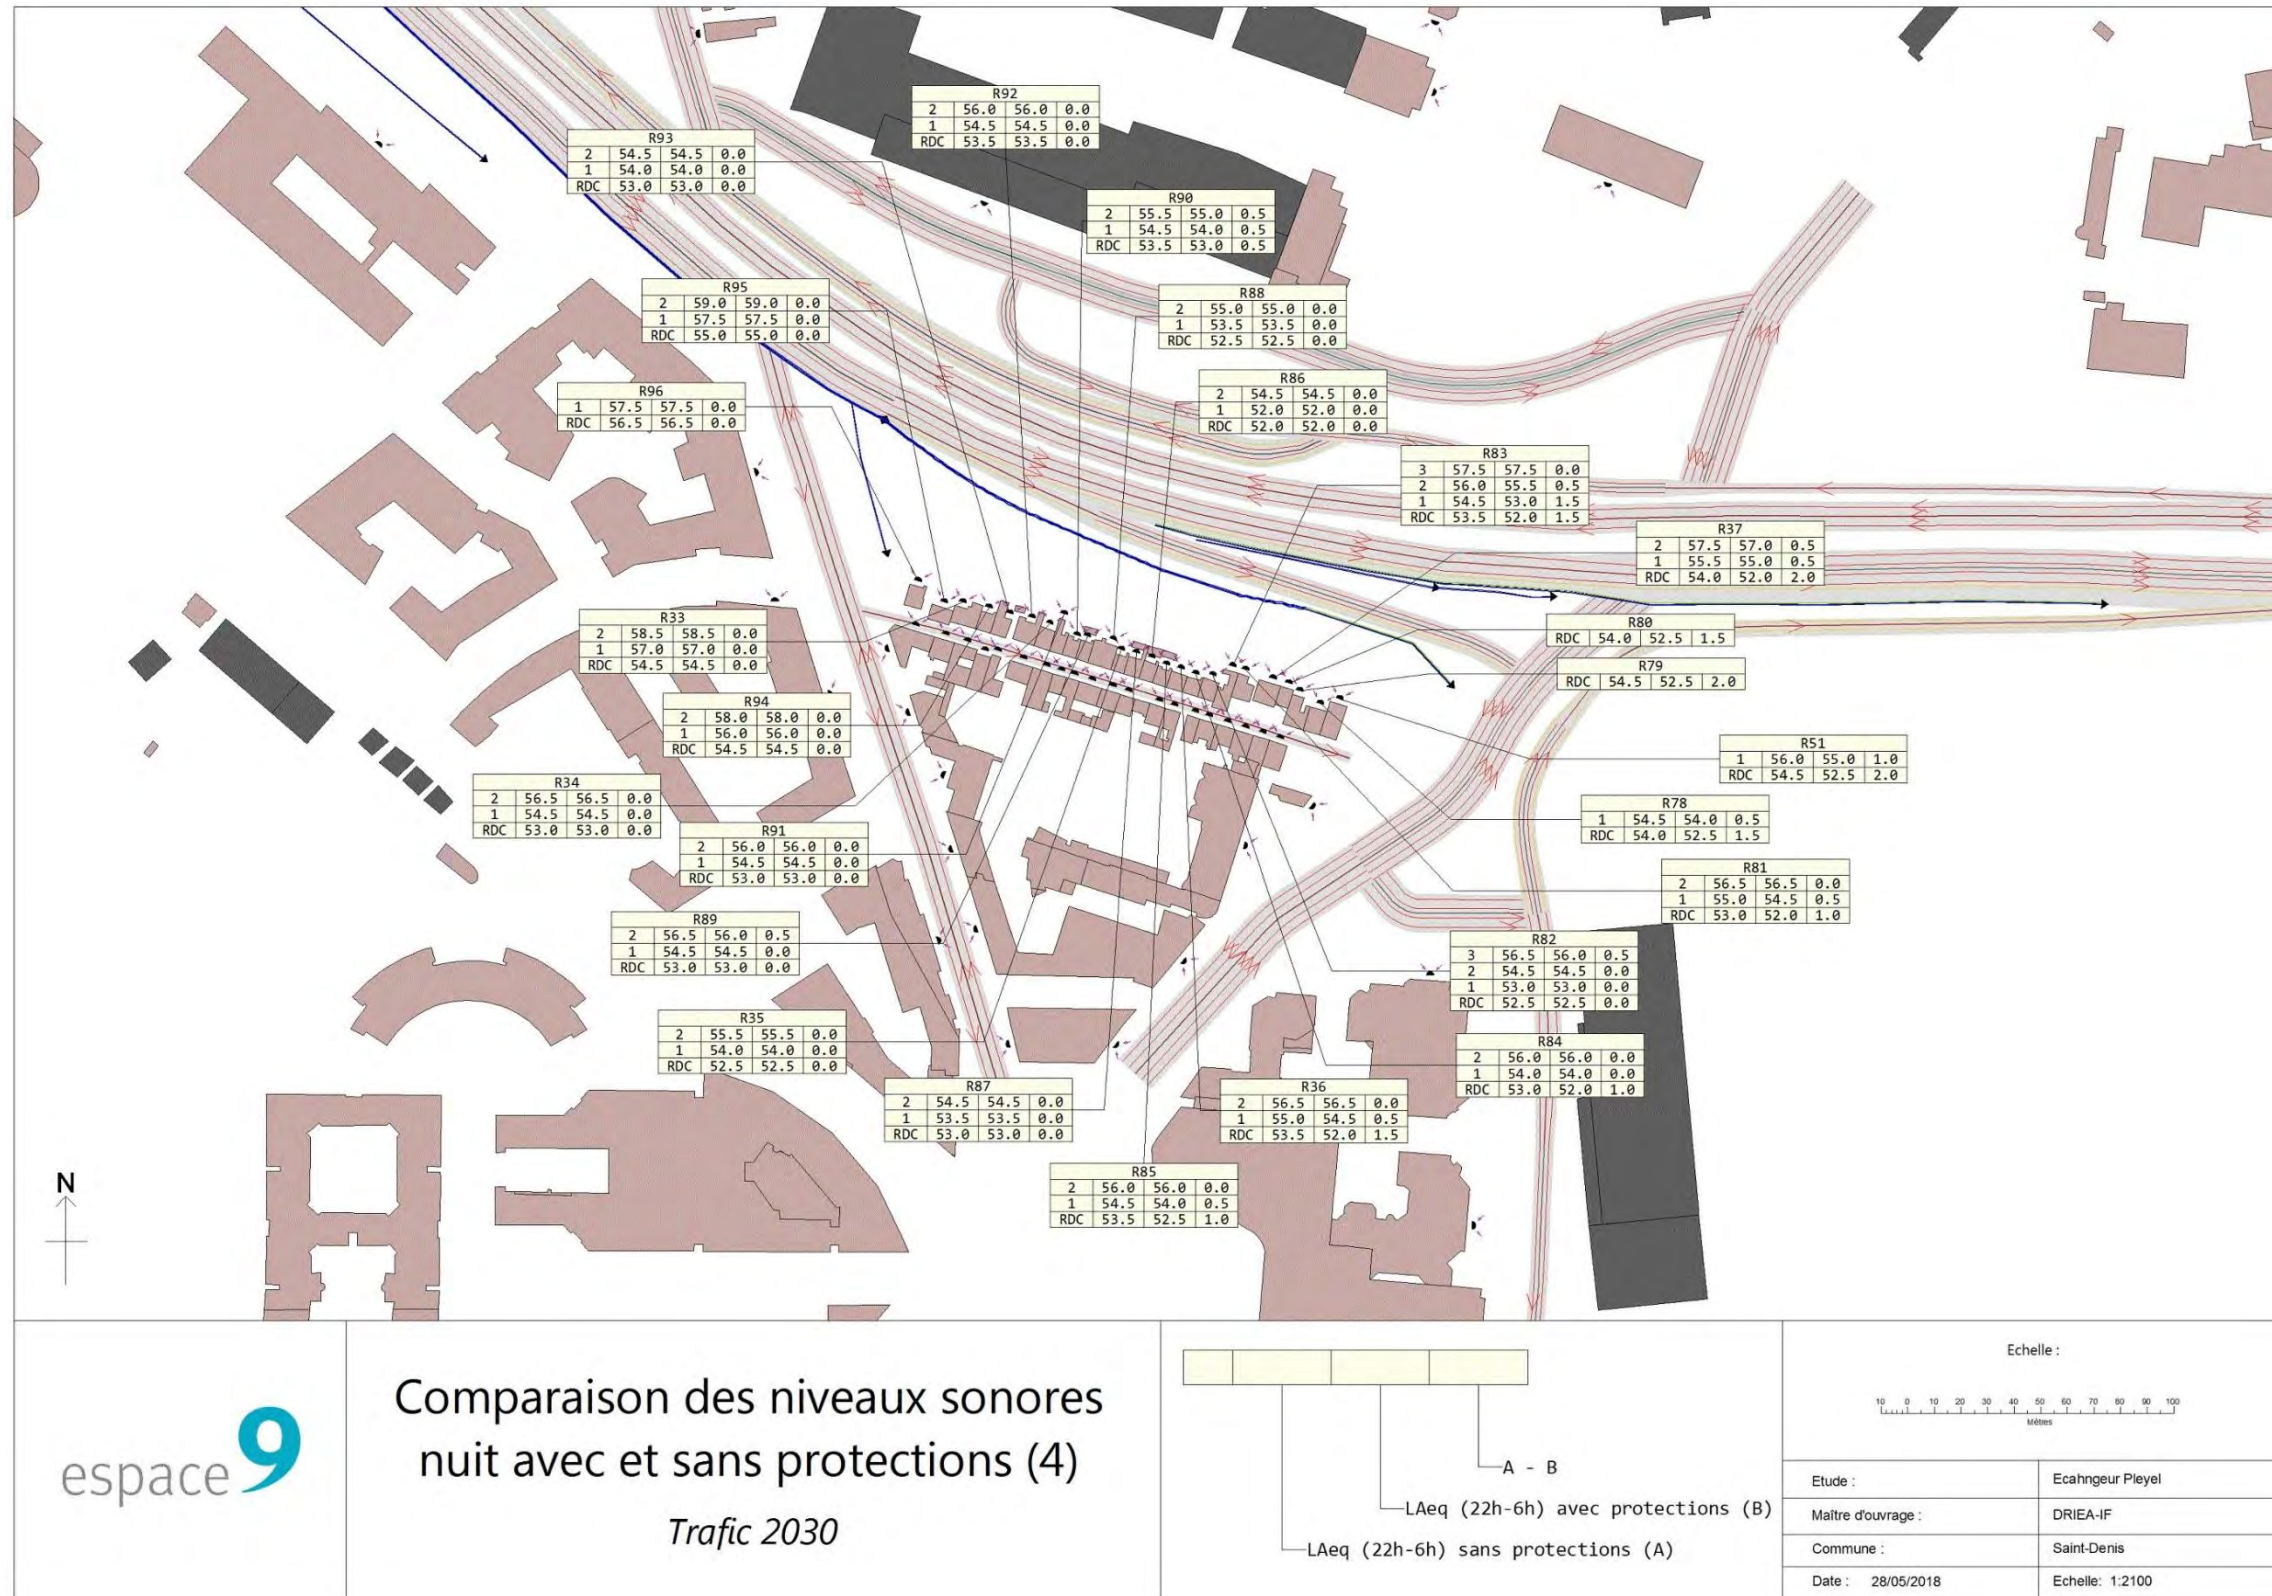 R92
2 56.0 56.0 0.0
1 54.5 54.5 0.0
RDC 53.5 53.5 0.0
R93
2 54.5 54.5 0.0
1 54.0 54.0 0.0
RDC 53.0 53.0 0.0
R90
2 55.5 55.0 0.5
1 54.5 54.0 0.5
RDC 53.5 53.0 0.5
R95
2 59.0 59.0 0.0
1 57.5 57.5 0.0
RDC 55.0 55.0 0.0
R88
2 55.0 55.0 0.0
1 53.5 53.5 0.0
RDC 52.5 52.5 0.0
R96
1 57.5 57.5 0.0
RDC 56.5 56.5 0.0
R86
2 54.5 54.5 0.0
1 52.0 52.0 0.0
RDC 52.0 52.0 0.0
R83
3 57.5 57.5 0.0
2 56.0 55.5 0.5
1 54.5 53.0 1.5
RDC 53.5 52.0 1.5
R37
2 57.5 57.0 0.5
1 55.5 55.0 0.5
RDC 54.0 52.0 2.0
R33
2 58.5 58.5 0.0
1 57.0 57.0 0.0
RDC 54.5 54.5 0.0
R80
RDC 54.0 52.5 1.5
R79
RDC 54.5 52.5 2.0
R94
2 58.0 58.0 0.0
1 56.0 56.0 0.0
RDC 54.5 54.5 0.0
R51
1 56.0 55.0 1.0
RDC 54.5 52.5 2.0
R34
2 56.5 56.5 0.0
1 54.5 54.5 0.0
RDC 53.0 53.0 0.0
R78
1 54.5 54.0 0.5
RDC 54.0 52.5 1.5
R91
2 56.0 56.0 0.0
1 54.5 54.5 0.0
RDC 53.0 53.0 0.0
R81
2 56.5 56.5 0.0
1 55.0 54.5 0.5
RDC 53.0 52.0 1.0
R89
2 56.5 56.0 0.5
1 54.5 54.5 0.0
RDC 53.0 53.0 0.0
R82
3 56.5 56.0 0.5
2 54.5 54.5 0.0
1 53.0 53.0 0.0
RDC 52.5 52.5 0.0
R35
2 55.5 55.5 0.0
1 54.0 54.0 0.0
RDC 52.5 52.5 0.0
R84
2 56.0 56.0 0.0
1 54.0 54.0 0.0
RDC 53.0 52.0 1.0
R87
2 54.5 54.5 0.0
1 53.5 53.5 0.0
RDC 53.0 53.0 0.0
R36
2 56.5 56.5 0.0
1 55.0 54.5 0.5
RDC 53.5 52.0 1.5
R85
2 56.0 56.0 0.0
1 54.5 54.0 0.5
RDC 53.5 52.5 1.0
N
espace 9
Comparaison des niveaux sonores
nuit avec et sans protections (4)
Trafic 2030
A - B
LAeq (22h-6h) avec protections (B)
LAeq (22h-6h) sans protections (A)
Echelle :
10 0 10 20 30 40 50 60 70 80 90 100
Mètres
Etude : Ecahngeur Pleyel
Maître d'ouvrage : DRIEA-IF
Commune : Saint-Denis
Date : 28/05/2018 Echelle: 1:2100